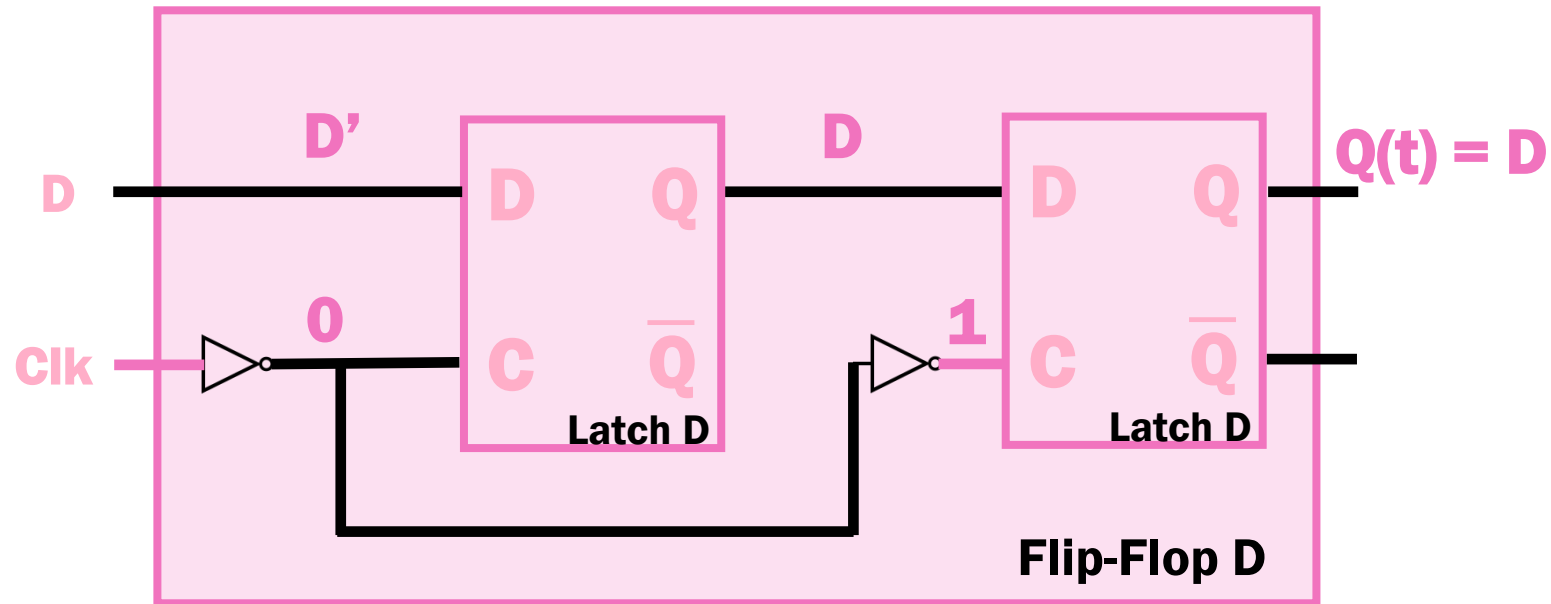 D’ D Q(t) = D
D D Q D Q
0 1
Clk C Q̅ C Q̅
Latch D Latch D
Flip-Flop D